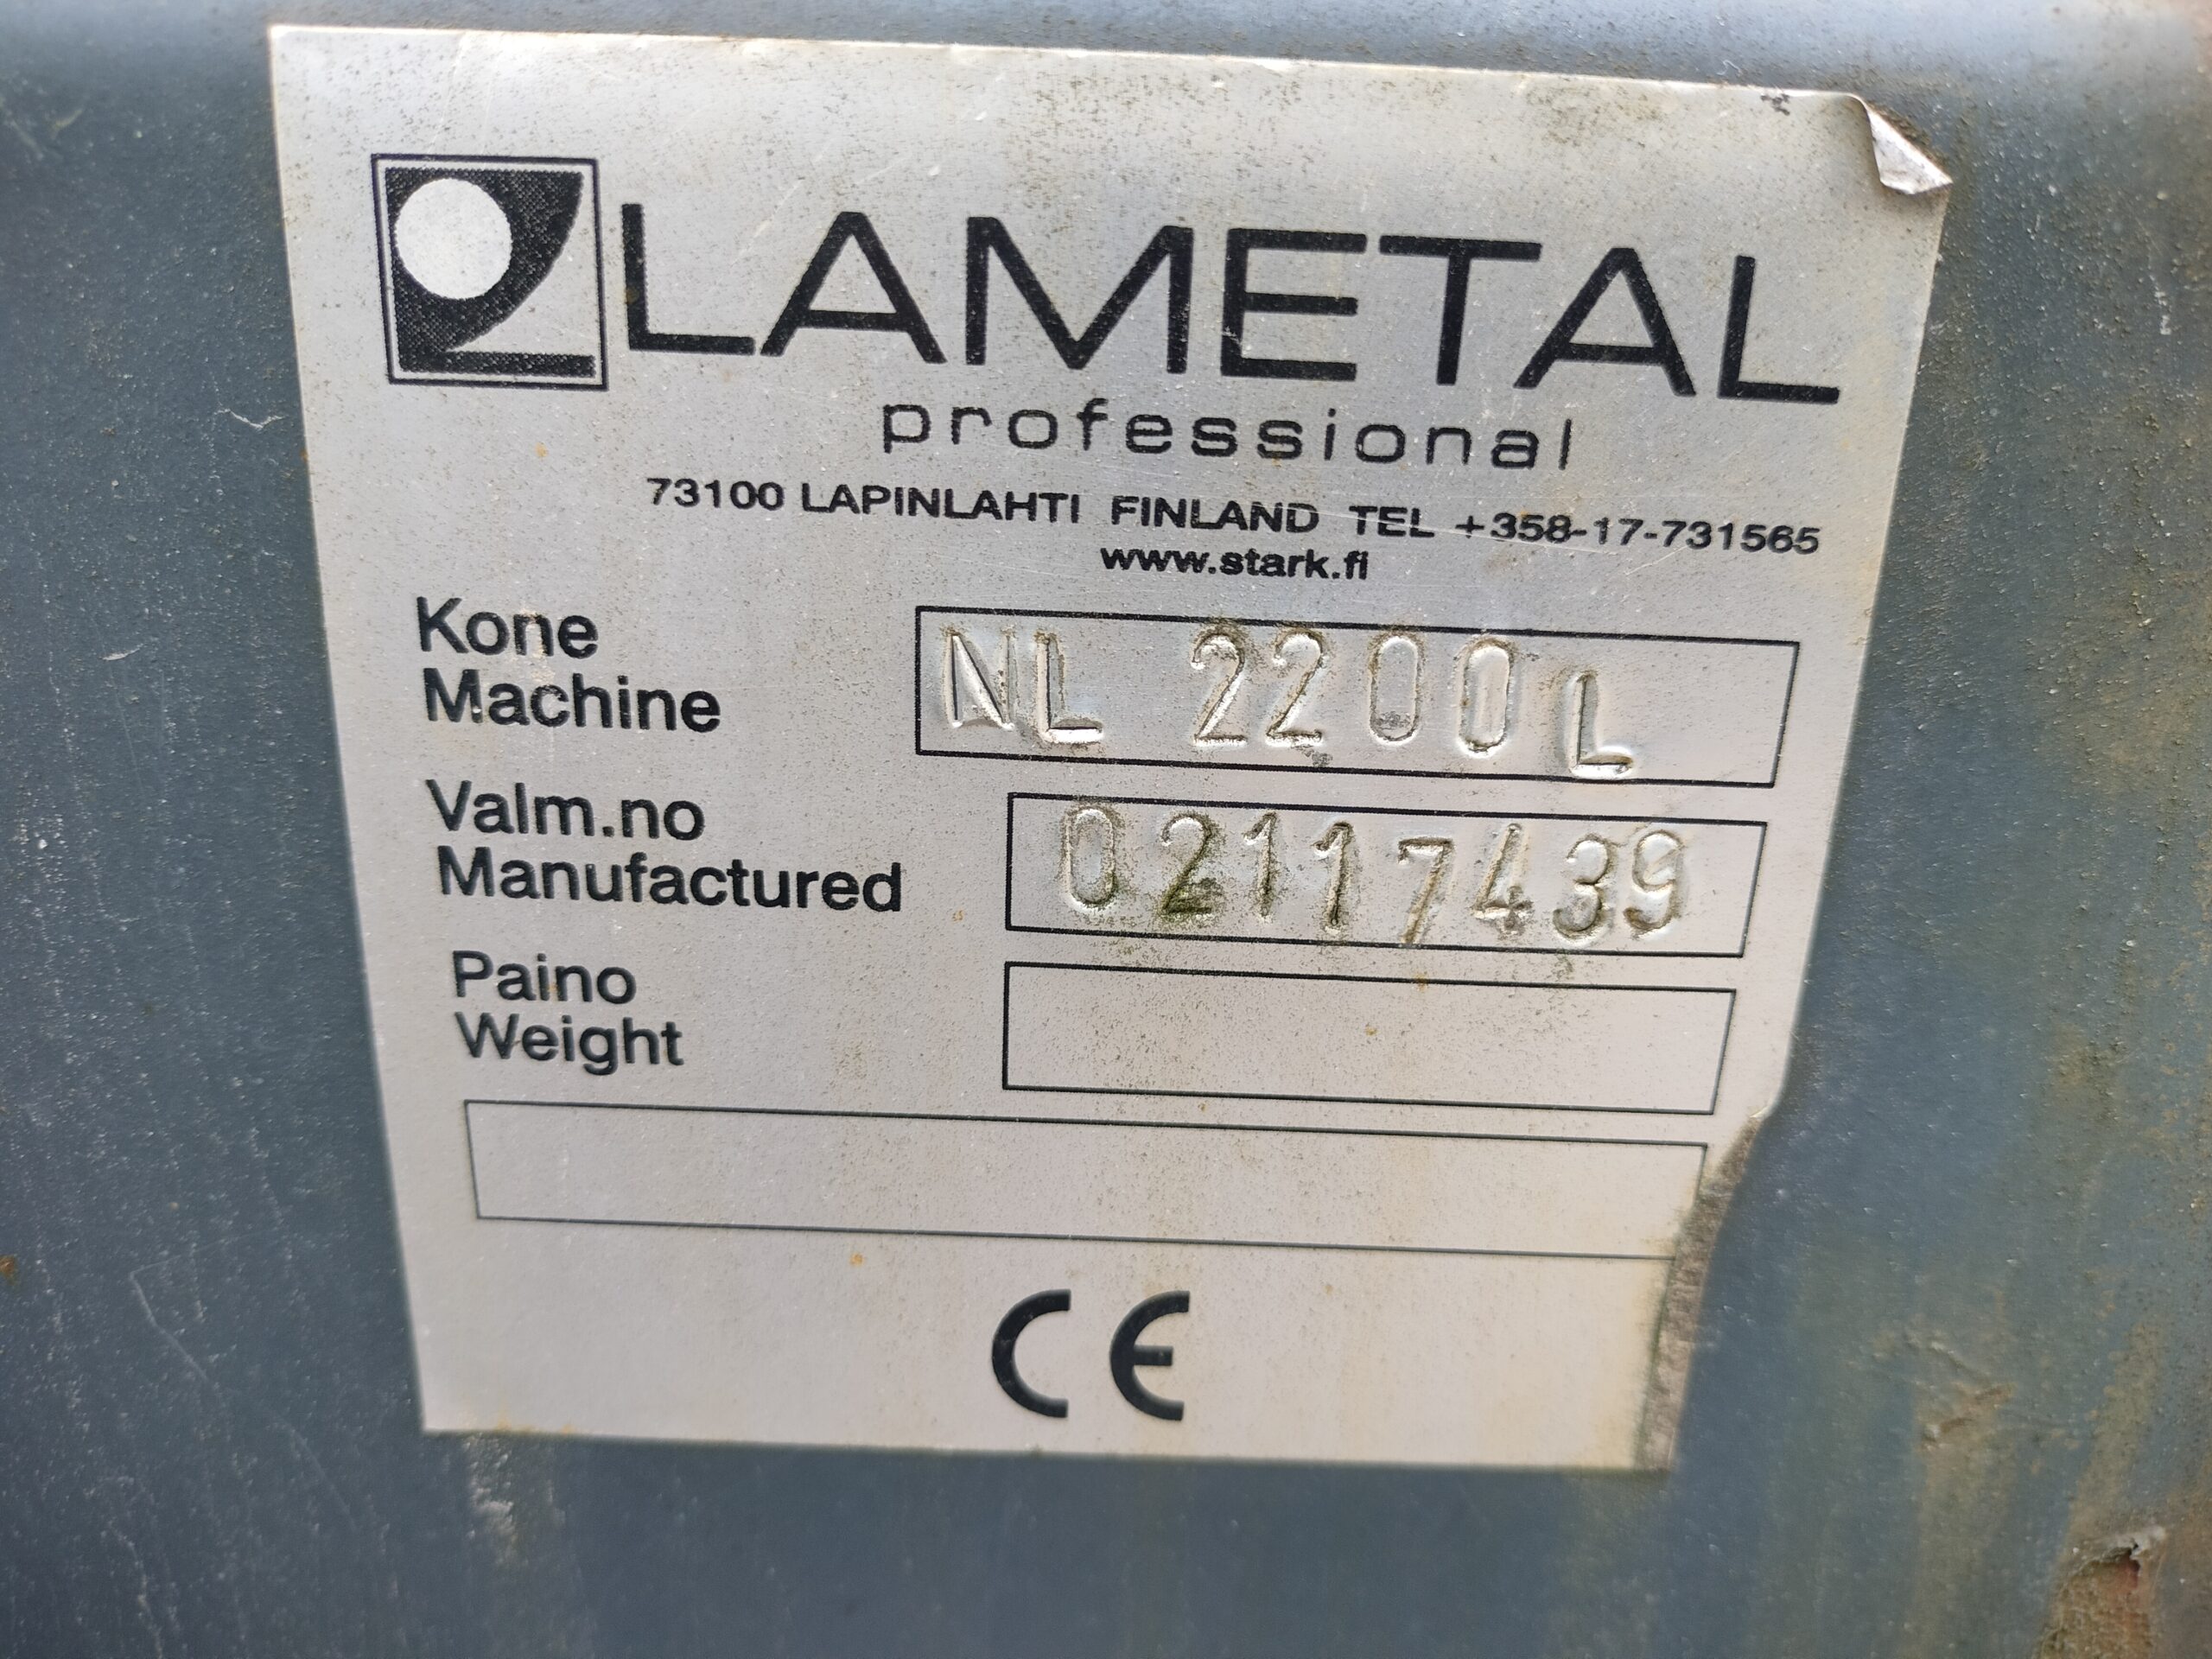 LAMETAL
professional
73100 LAPINLAHTI FINLAND TEL +358-17-731565
www.stark.fi
Kone
Machine
NL 2200L
Valm.no
Manufactured
02117439
Paino
Weight
CE